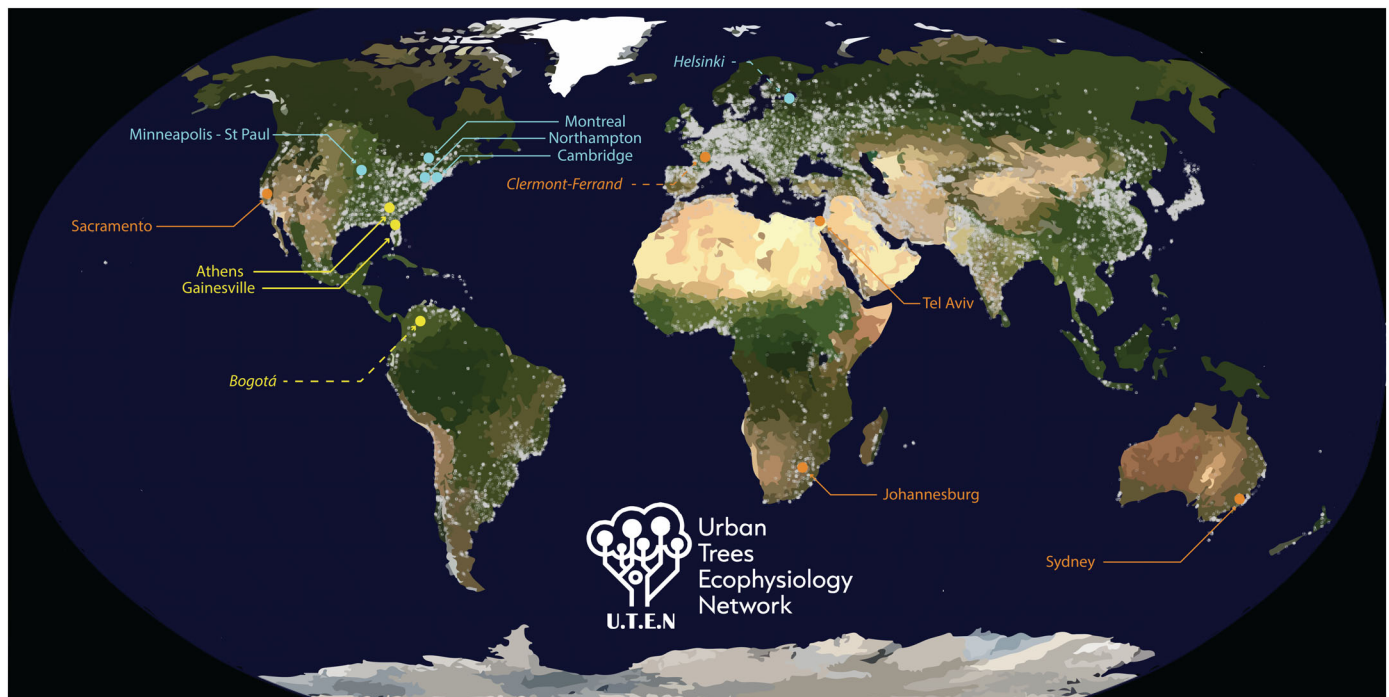 Helsinki
Minneapolis - St Paul
Montreal
Northampton
Cambridge
Clermont-Ferrand
Sacramento
Athens
Gainesville
Tel Aviv
Bogotá
Johannesburg
Sydney
Urban
Trees
Ecophysiology
Network
U.T.E.N